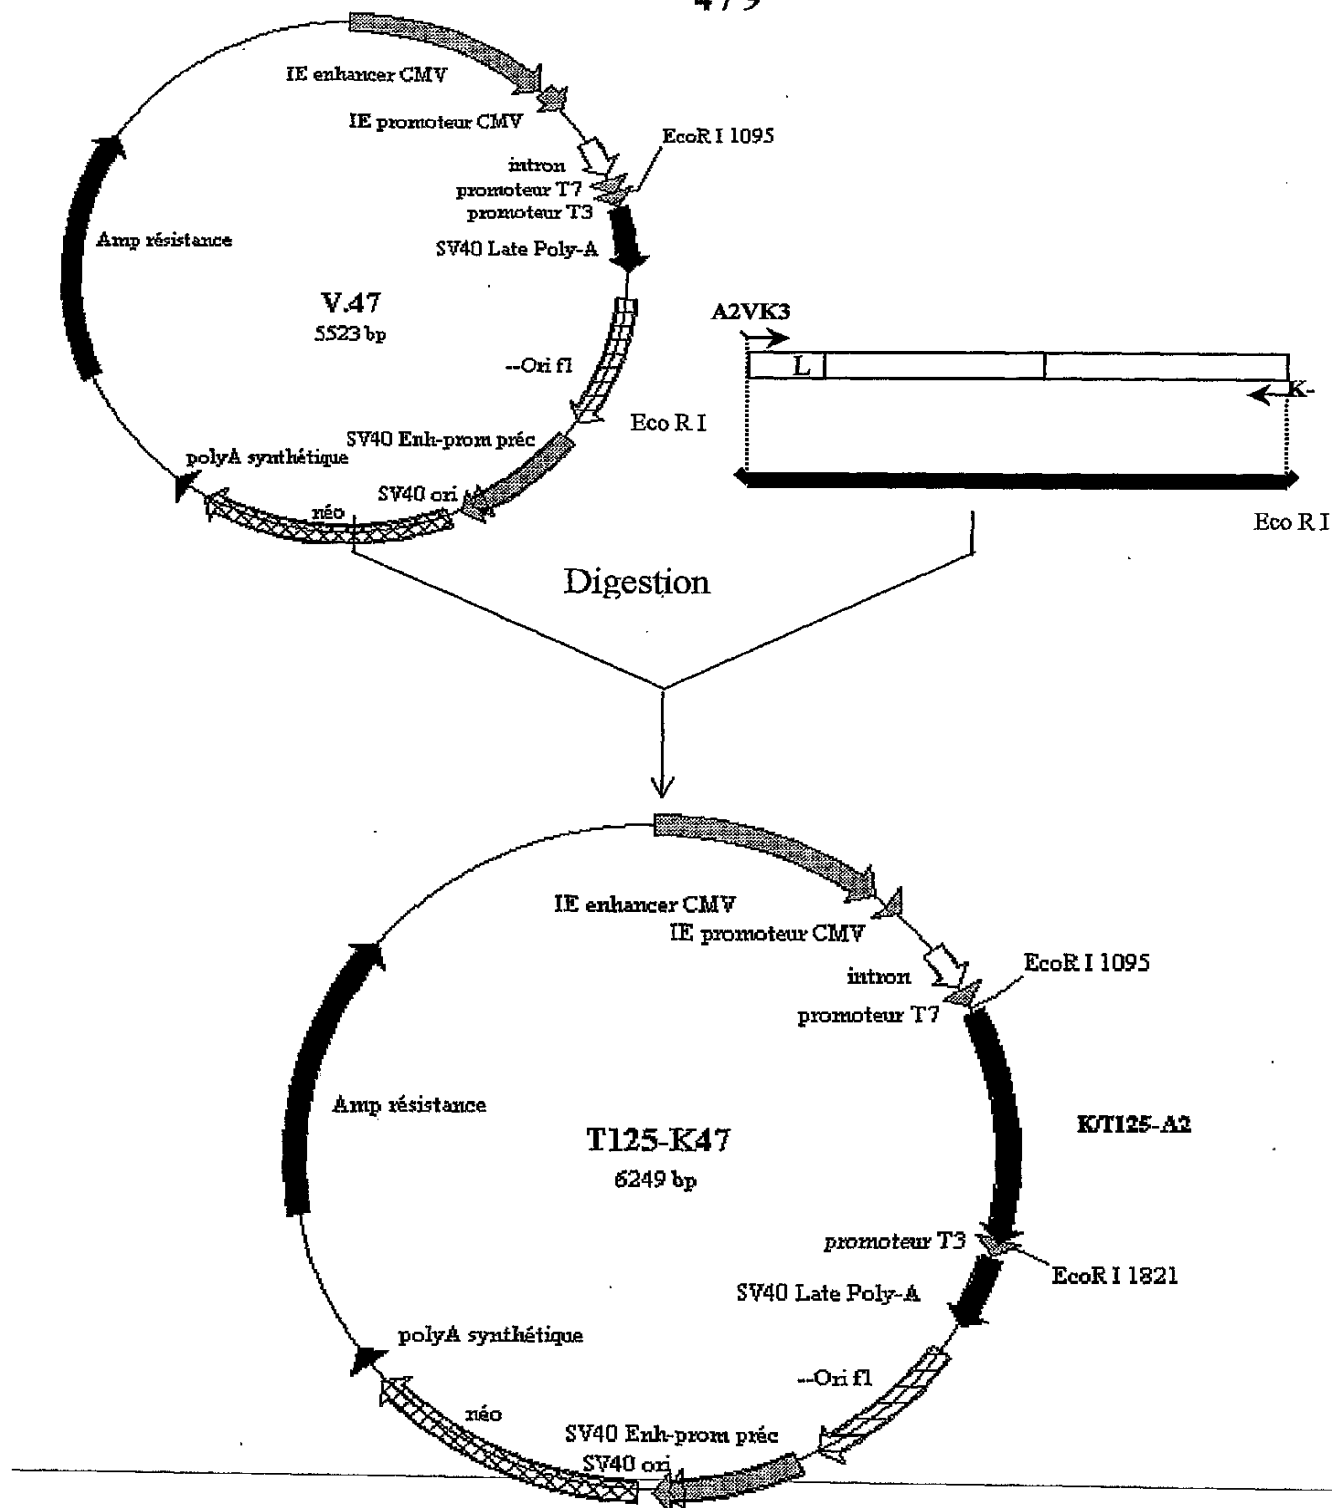 4/9
IE enhancer CMV
IE promoteur CMV
EcoR I 1095
intron
promoteur T7
promoteur T3
SV40 Late Poly-A
Amp résistance
V.47
5523 bp
--Ori f1
Eco R I
SV40 Enh-prom préc
polyA synthétique
SV40 ori
néo
A2VK3
L
K-
Eco R I
Digestion
IE enhancer CMV
IE promoteur CMV
intron
EcoR I 1095
promoteur T7
Amp résistance
T125-K47
6249 bp
K/T125-A2
promoteur T3
EcoR I 1821
SV40 Late Poly-A
polyA synthétique
--Ori f1
néo
SV40 Enh-prom préc
SV40 ori